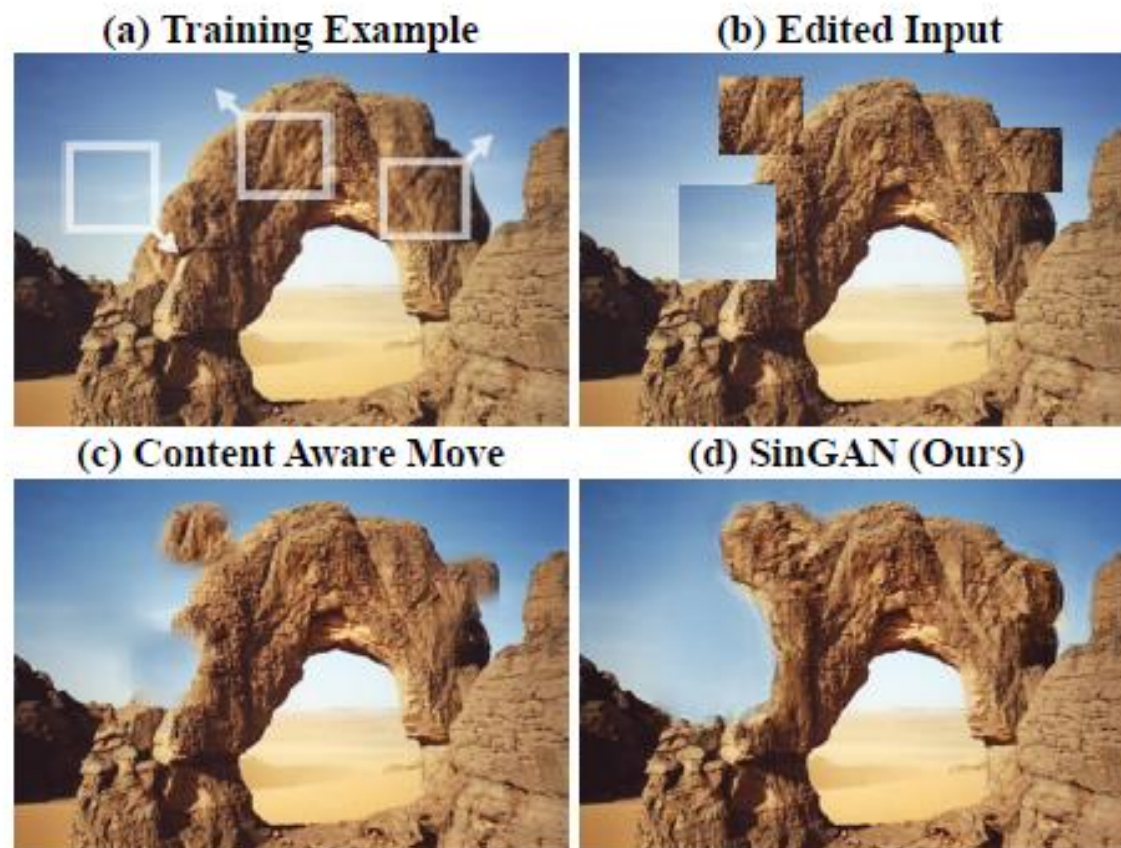 (a) Training Example
(b) Edited Input
(c) Content Aware Move
(d) SinGAN (Ours)